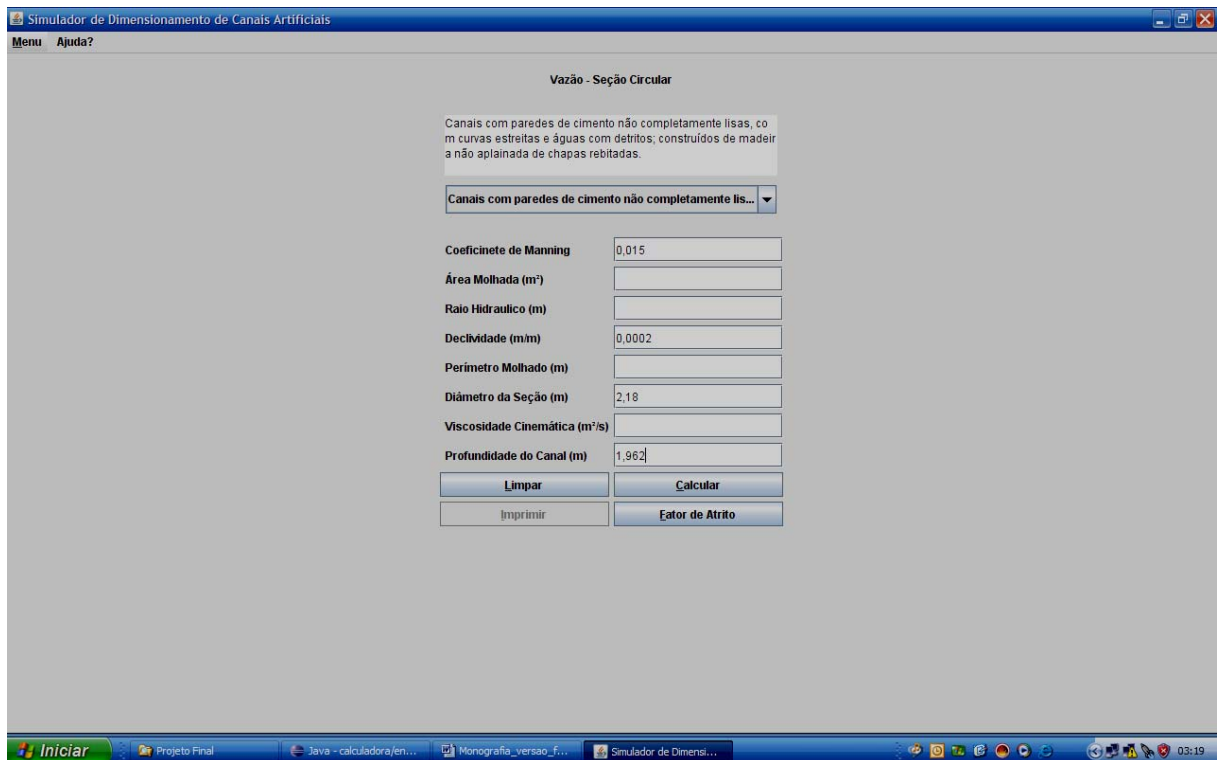 Simulador de Dimensionamento de Canais Artificiais
Menu Ajuda?
Vazão - Seção Circular
Canais com paredes de cimento não completamente lisas, co
m curvas estreitas e águas com detritos; construídos de madeir
a não aplainada de chapas rebitadas.
Canais com paredes de cimento não completamente lis...
Coeficinete de Manning 0,015
Área Molhada (m²)
Raio Hidraulico (m)
Declividade (m/m) 0,0002
Perímetro Molhado (m)
Diâmetro da Seção (m) 2,18
Viscosidade Cinemática (m²/s)
Profundidade do Canal (m) 1,962
Limpar Calcular
Imprimir Fator de Atrito
Iniciar Projeto Final Java - calculadora/en... Monografia_versao_f... Simulador de Dimensi... 03:19